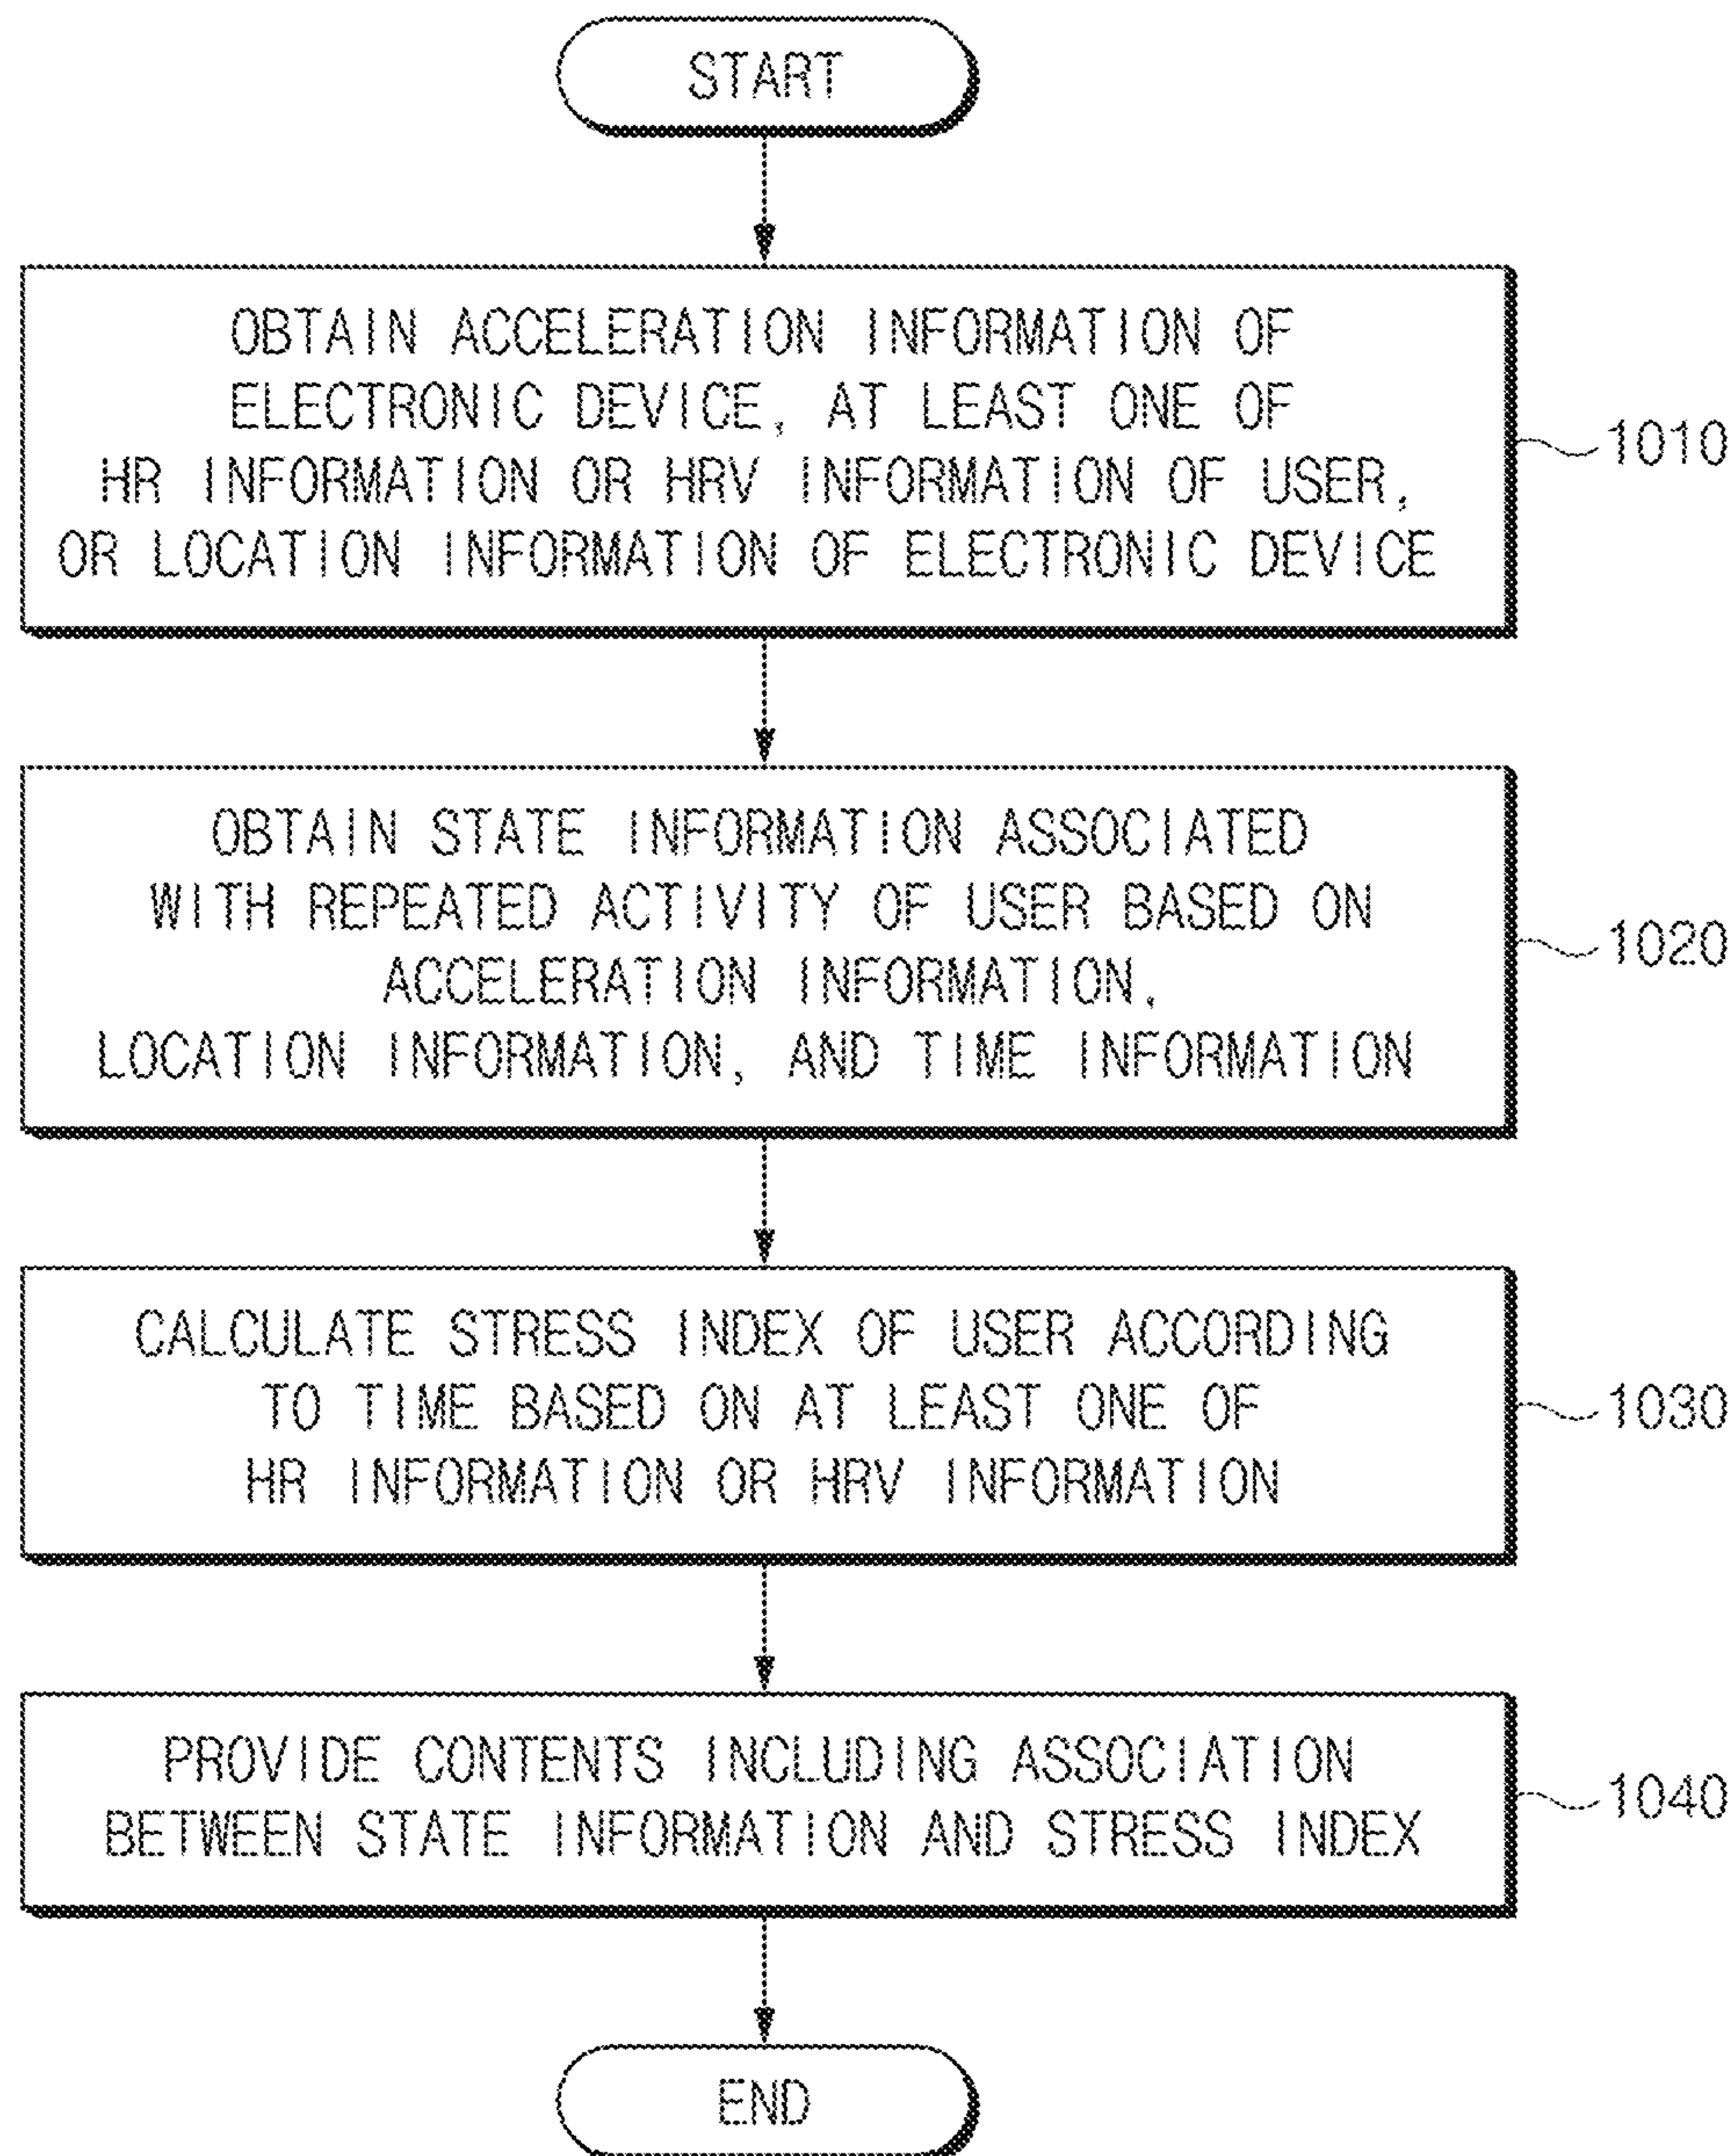 START
OBTAIN ACCELERATION INFORMATION OF
ELECTRONIC DEVICE, AT LEAST ONE OF
HR INFORMATION OR HRV INFORMATION OF USER,
OR LOCATION INFORMATION OF ELECTRONIC DEVICE
1010
OBTAIN STATE INFORMATION ASSOCIATED
WITH REPEATED ACTIVITY OF USER BASED ON
ACCELERATION INFORMATION,
LOCATION INFORMATION, AND TIME INFORMATION
1020
CALCULATE STRESS INDEX OF USER ACCORDING
TO TIME BASED ON AT LEAST ONE OF
HR INFORMATION OR HRV INFORMATION
1030
PROVIDE CONTENTS INCLUDING ASSOCIATION
BETWEEN STATE INFORMATION AND STRESS INDEX
1040
END